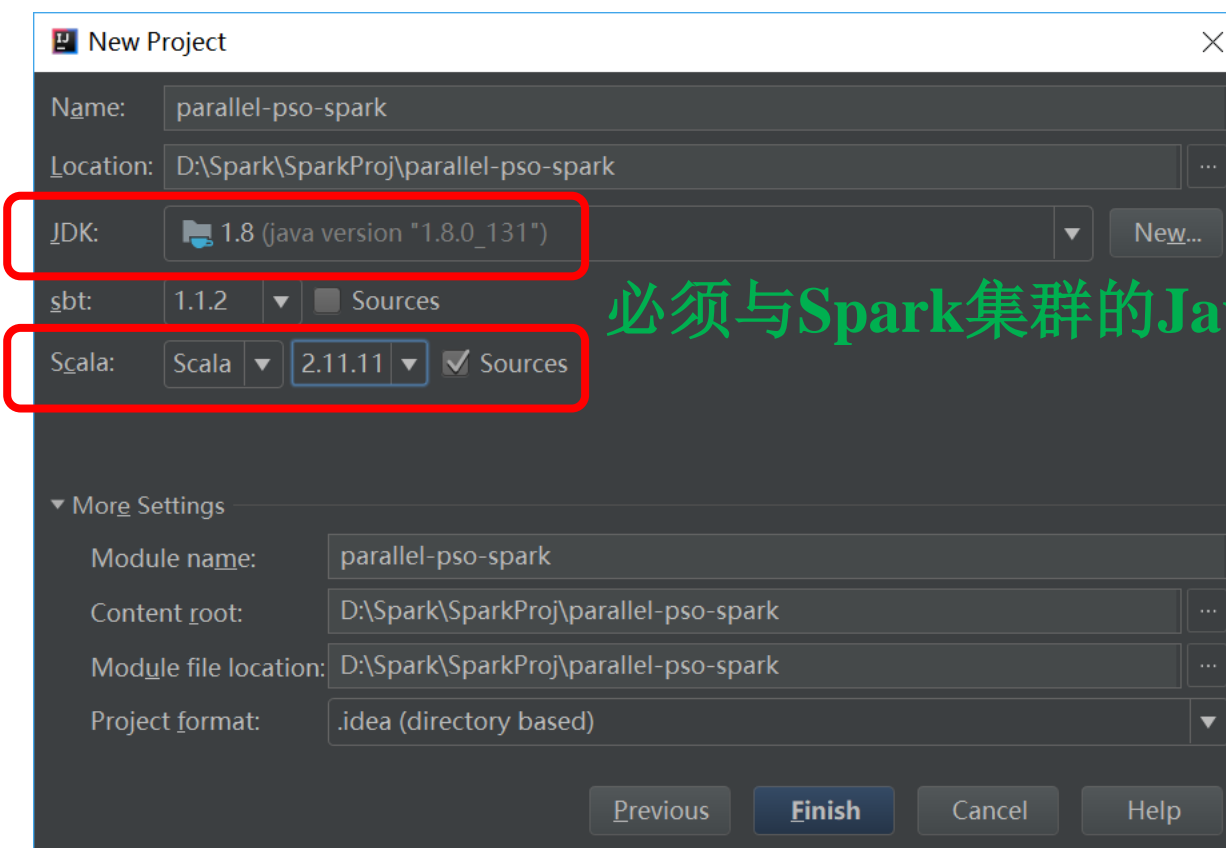 New Project
Name: parallel-pso-spark
Location: D:\Spark\SparkProj\parallel-pso-spark ...
JDK: 1.8 (java version "1.8.0_131") New...
sbt: 1.1.2 Sources
必须与Spark集群的Ja
Scala: Scala 2.11.11 Sources
More Settings
Module name: parallel-pso-spark
Content root: D:\Spark\SparkProj\parallel-pso-spark ...
Module file location: D:\Spark\SparkProj\parallel-pso-spark ...
Project format: .idea (directory based)
Previous Finish Cancel Help